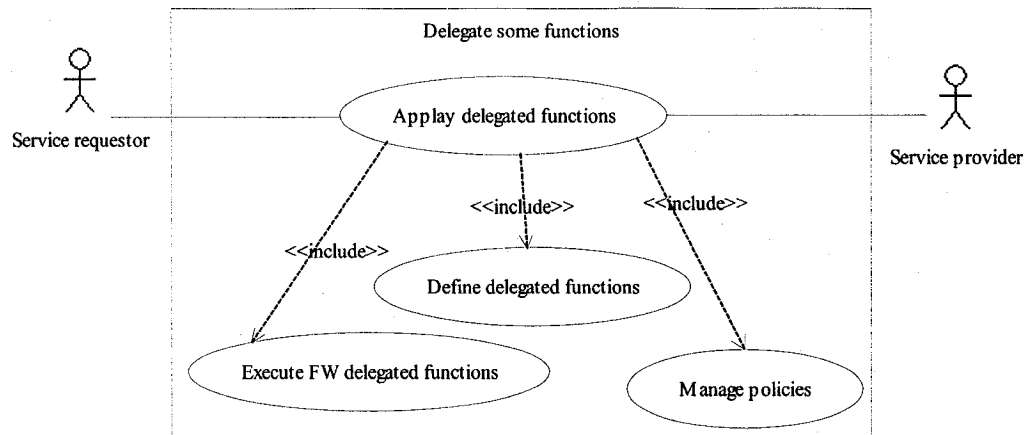 Delegate some functions
Applay delegated functions
Service requestor
Service provider
<<include>>
<<include>>
<<include>>
Define delegated functions
Execute FW delegated functions
Manage policies